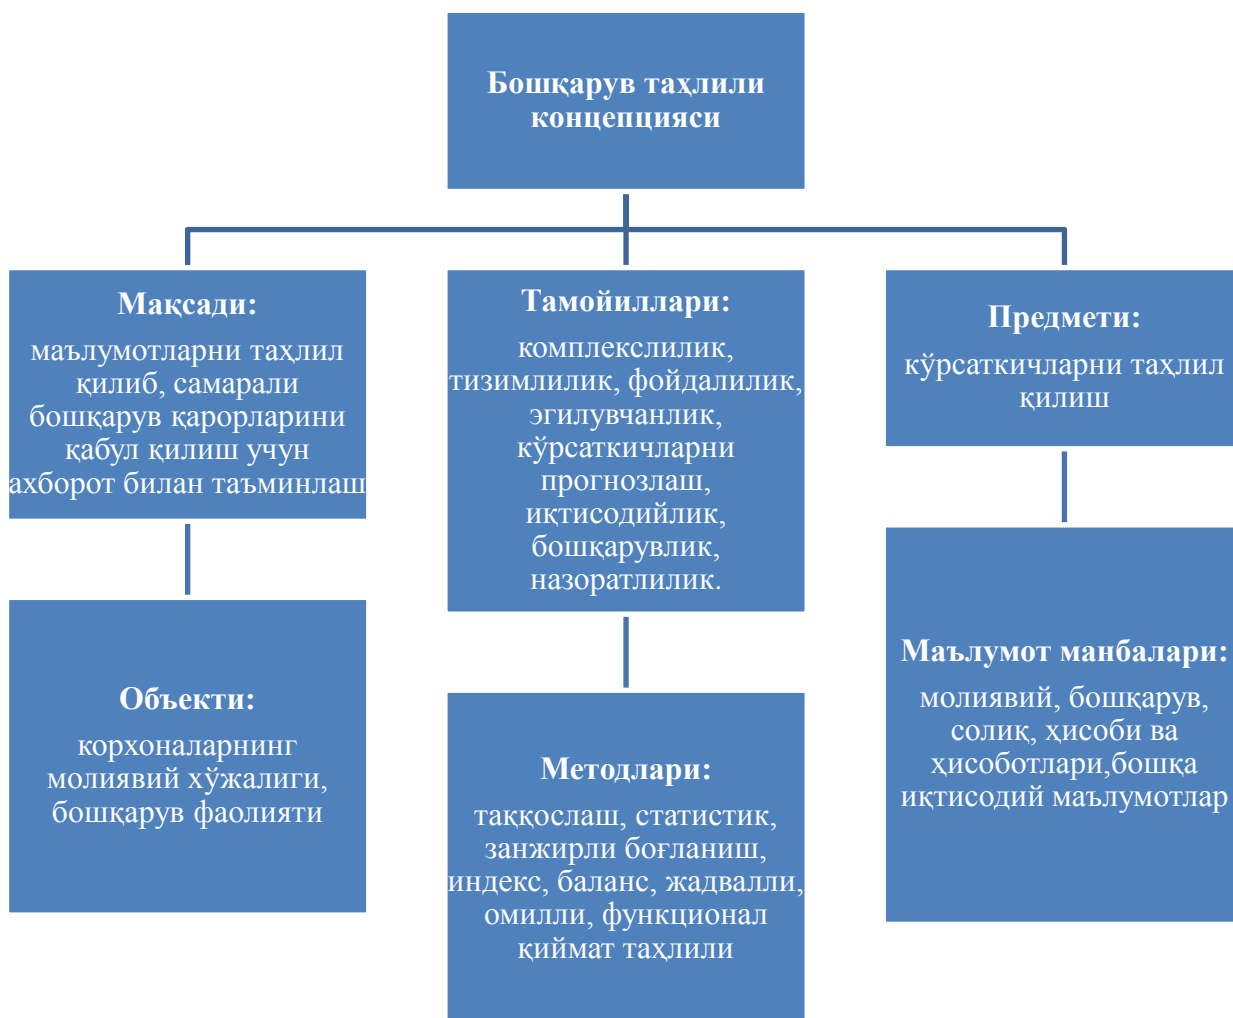 Бошқарув таҳлили
концепцияси
Мақсади:
маълумотларни таҳлил
қилиб, самарали
бошқарув қарорларини
қабул қилиш учун
ахборот билан таъминлаш
Объекти:
корхоналарнинг
молиявий хўжалиги,
бошқарув фаолияти
Тамойиллари:
комплекслилик,
тизимлилик, фойдалилик,
эгилувчанлик,
кўрсаткичларни
прогнозлаш,
иқтисодийлик,
бошқарувлик,
назоратлилик.
Методлари:
таққослаш, статистик,
занжирли боғланиш,
индекс, баланс, жадвалли,
омилли, функционал
қиймат таҳлили
Предмети:
кўрсаткичларни таҳлил
қилиш
Маълумот манбалари:
молиявий, бошқарув,
солиқ, ҳисоби ва
ҳисоботлари,бошқа
иқтисодий маълумотлар